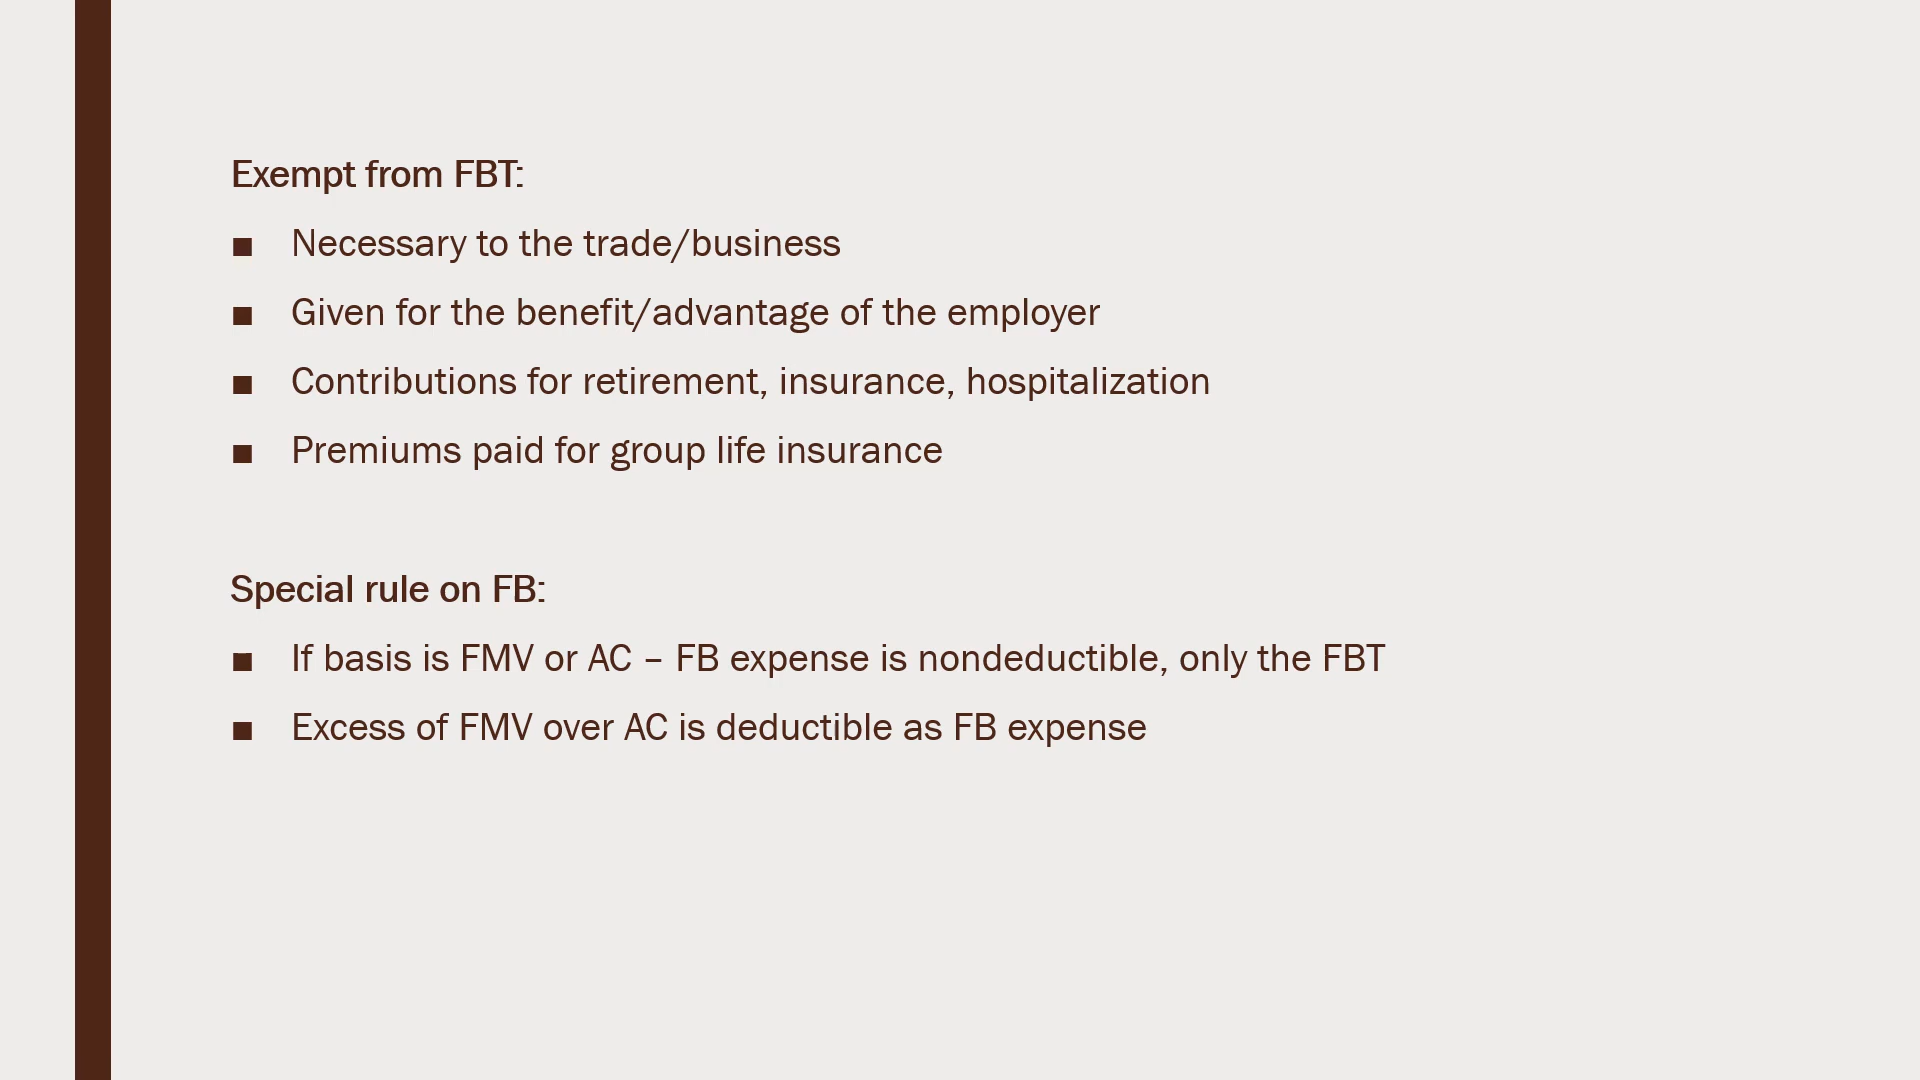 Exempt from FBT:
■ Necessary to the trade/business
■ Given for the benefit/advantage of the employer
■ Contributions for retirement, insurance, hospitalization
■ Premiums paid for group life insurance
Special rule on FB:
■ If basis is FMV or AC – FB expense is nondeductible, only the FBT
■ Excess of FMV over AC is deductible as FB expense